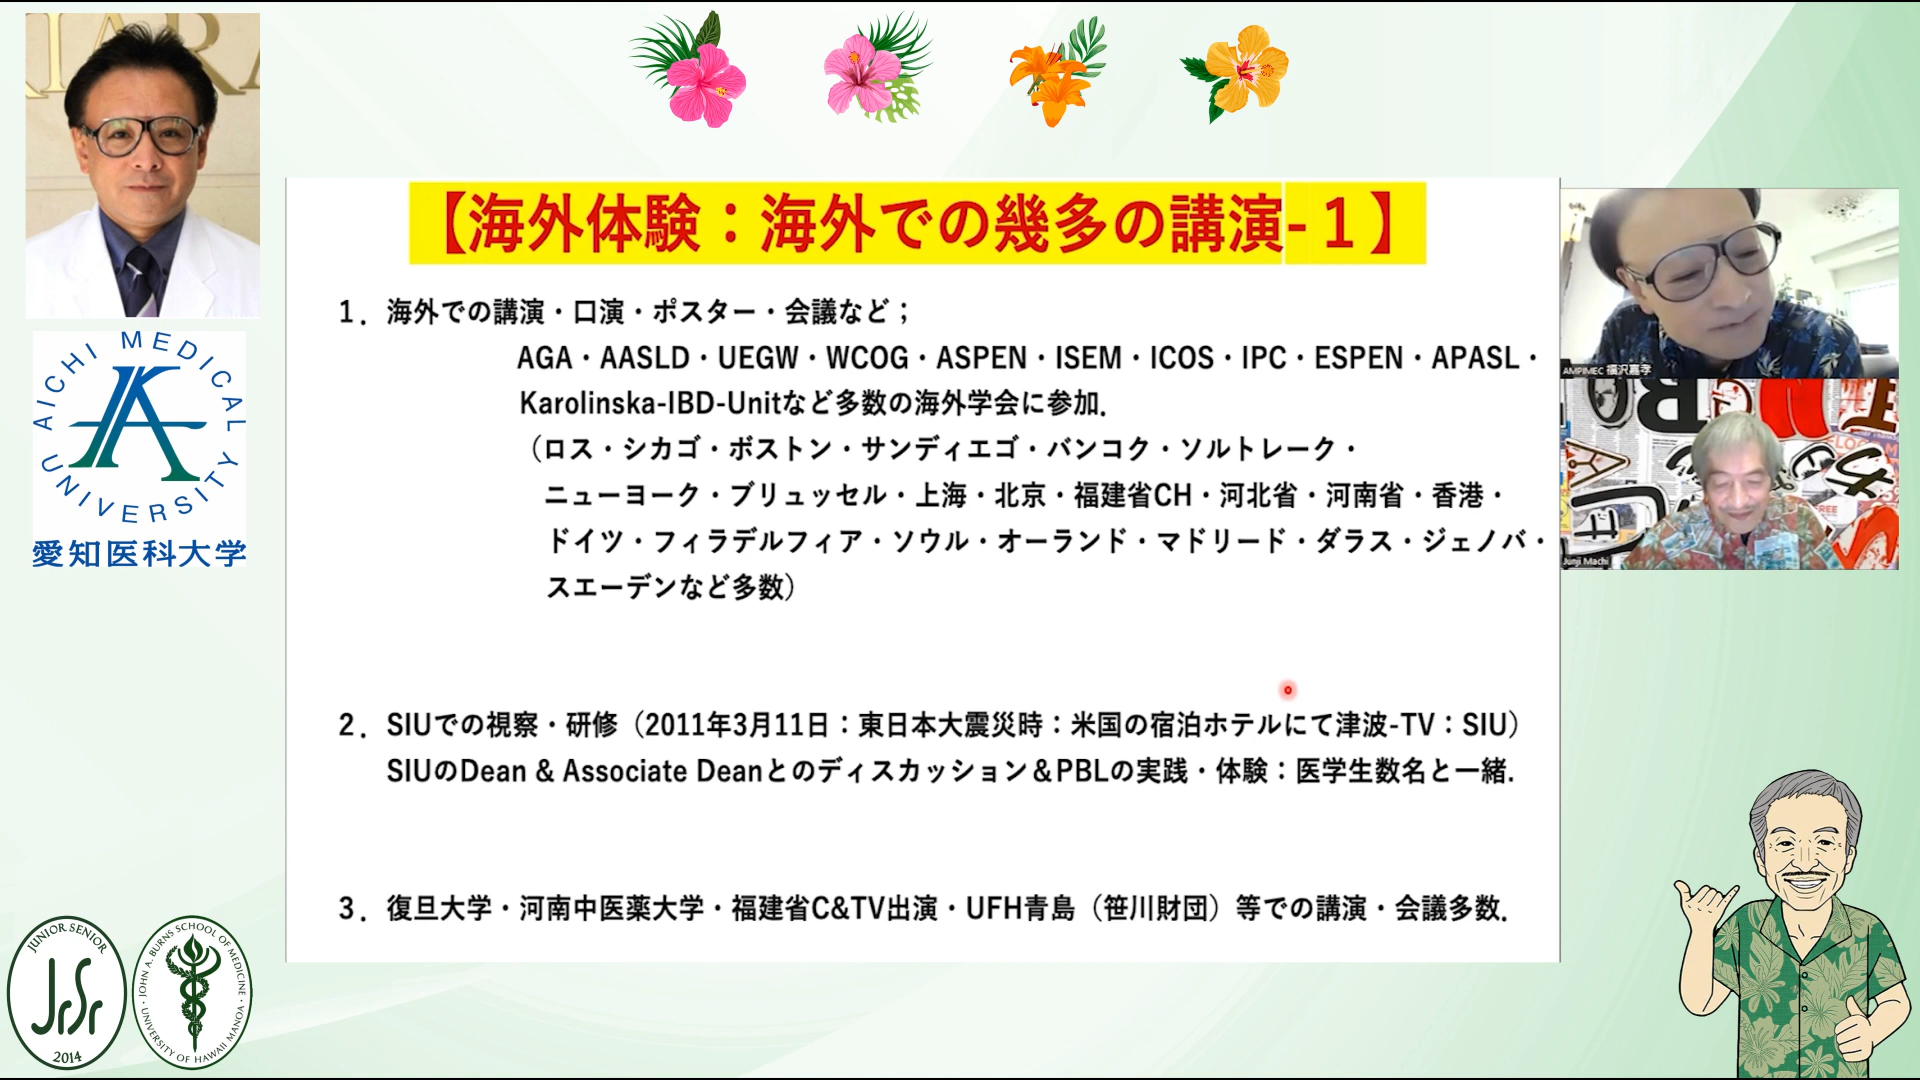 【海外体験：海外での幾多の講演-１】
1．海外での講演・口演・ポスター・会議など；
AGA・AASLD・UEGW・WCOG・ASPEN・ISEM・ICOS・IPC・ESPEN・APASL・
Karolinska-IBD-Unitなど多数の海外学会に参加.
（ロス・シカゴ・ボストン・サンディエゴ・バンコク・ソルトレーク・
ニューヨーク・ブリュッセル・上海・北京・福建省CH・河北省・河南省・香港・
ドイツ・フィラデルフィア・ソウル・オーランド・マドリード・ダラス・ジェノバ・
スエーデンなど多数）
2．SIUでの視察・研修（2011年3月11日：東日本大震災時：米国の宿泊ホテルにて津波-TV：SIU）
SIUのDean & Associate Deanとのディスカッション＆PBLの実践・体験：医学生数名と一緒.
3．復旦大学・河南中医薬大学・福建省C&TV出演・UFH青島（笹川財団）等での講演・会議多数.
AICHI MEDICAL UNIVERSITY
愛知医科大学
AMPIMEC 福沢嘉孝
Junji Machi
JUNIOR SENIOR
JrSr
2014
JOHN A. BURNS SCHOOL OF MEDICINE
UNIVERSITY OF HAWAII MANOA